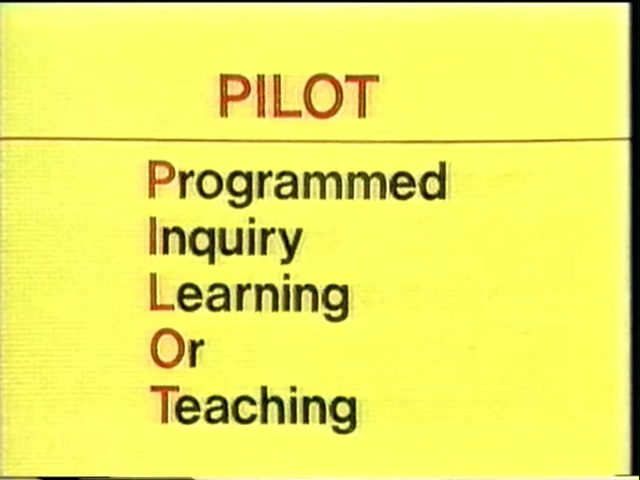 PILOT
Programmed
Inquiry
Learning
Or
Teaching